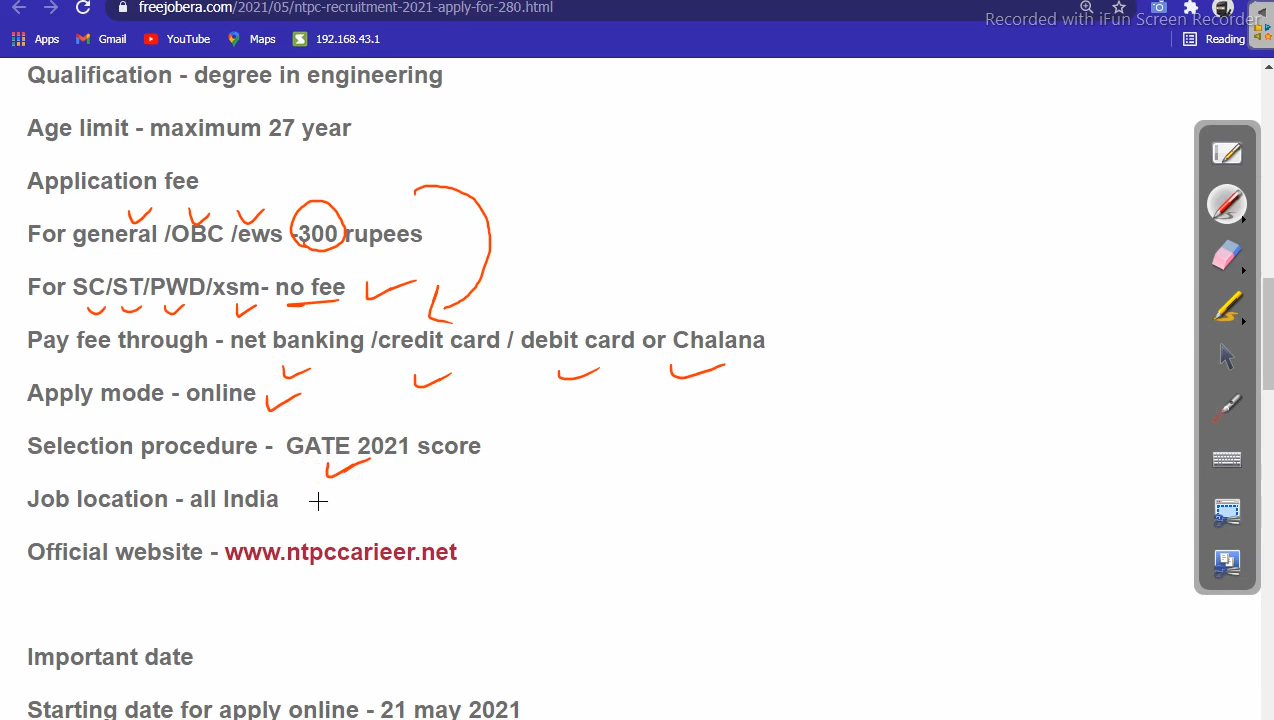 freejobera.com/2021/05/ntpc-recruitment-2021-apply-for-280.html
Recorded with iFun Screen Recorder
Apps Gmail YouTube Maps 192.168.43.1 Reading
Qualification - degree in engineering
Age limit - maximum 27 year
Application fee
For general /OBC /ews -300 rupees
For SC/ST/PWD/xsm- no fee
Pay fee through - net banking /credit card / debit card or Chalana
Apply mode - online
Selection procedure - GATE 2021 score
Job location - all India
Official website - www.ntpccarieer.net
Important date
Starting date for apply online - 21 may 2021